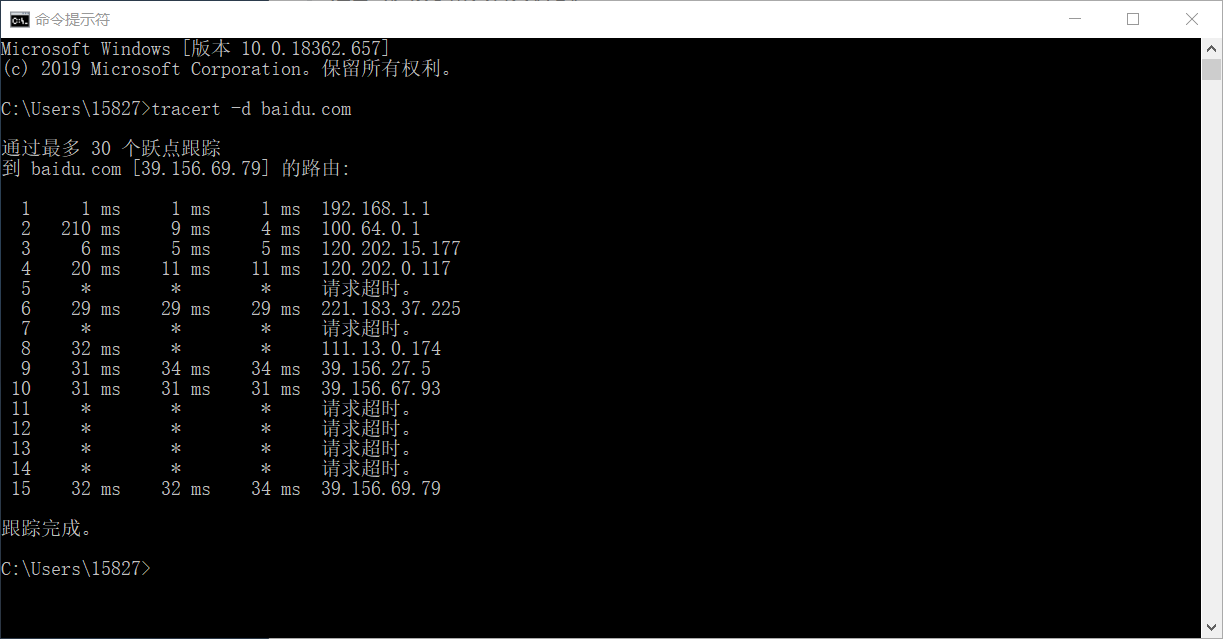 命令提示符
Microsoft Windows [版本 10.0.18362.657]
(c) 2019 Microsoft Corporation。保留所有权利。
C:\Users\15827>tracert -d baidu.com
通过最多 30 个跃点跟踪
到 baidu.com [39.156.69.79] 的路由:
1 1 ms 1 ms 1 ms 192.168.1.1
2 210 ms 9 ms 4 ms 100.64.0.1
3 6 ms 5 ms 5 ms 120.202.15.177
4 20 ms 11 ms 11 ms 120.202.0.117
5 * * * 请求超时。
6 29 ms 29 ms 29 ms 221.183.37.225
7 * * * 请求超时。
8 32 ms * * 111.13.0.174
9 31 ms 34 ms 34 ms 39.156.27.5
10 31 ms 31 ms 31 ms 39.156.67.93
11 * * * 请求超时。
12 * * * 请求超时。
13 * * * 请求超时。
14 * * * 请求超时。
15 32 ms 32 ms 34 ms 39.156.69.79
跟踪完成。
C:\Users\15827>